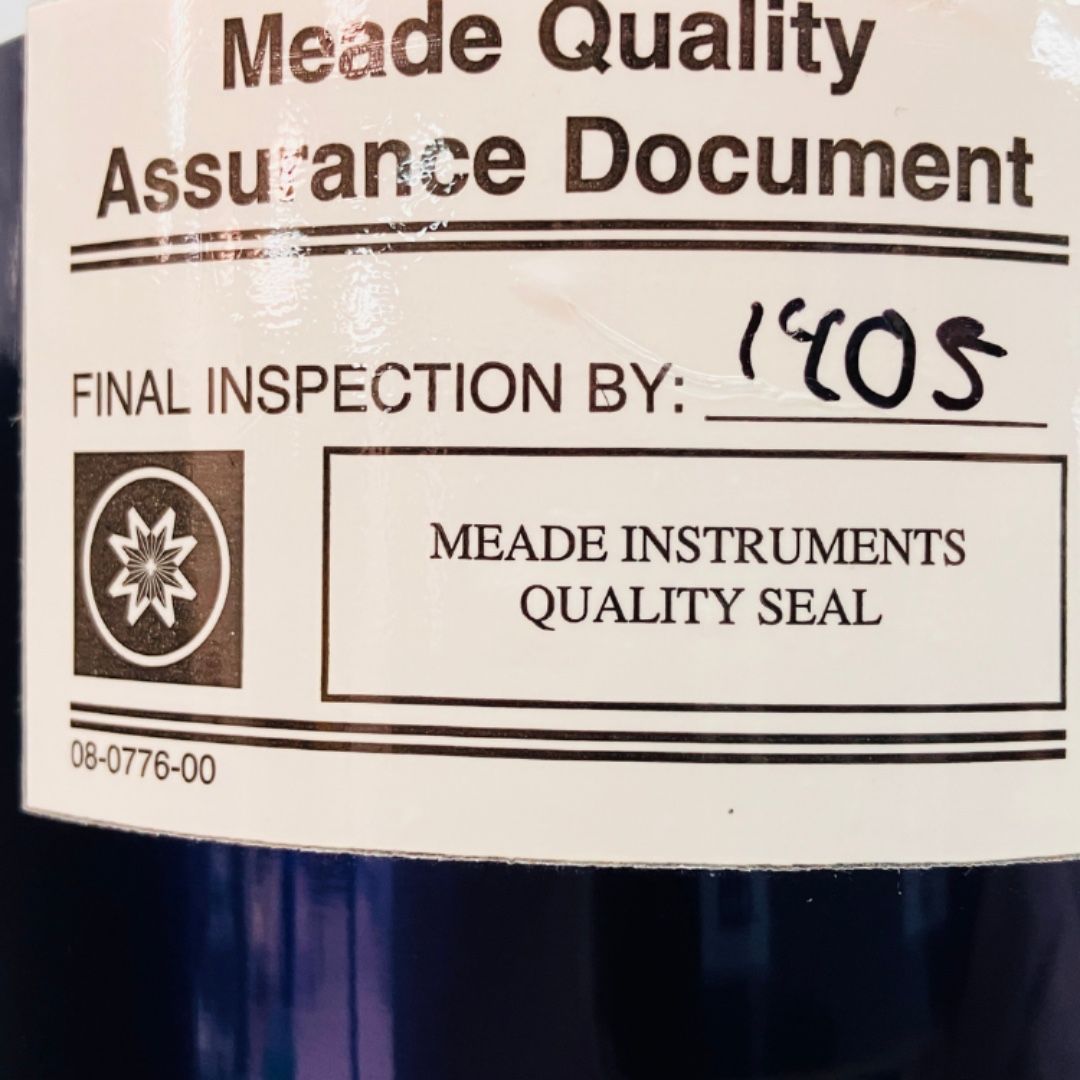 Meade Quality
Assurance Document
FINAL INSPECTION BY: 1405
MEADE INSTRUMENTS
QUALITY SEAL
08-0776-00